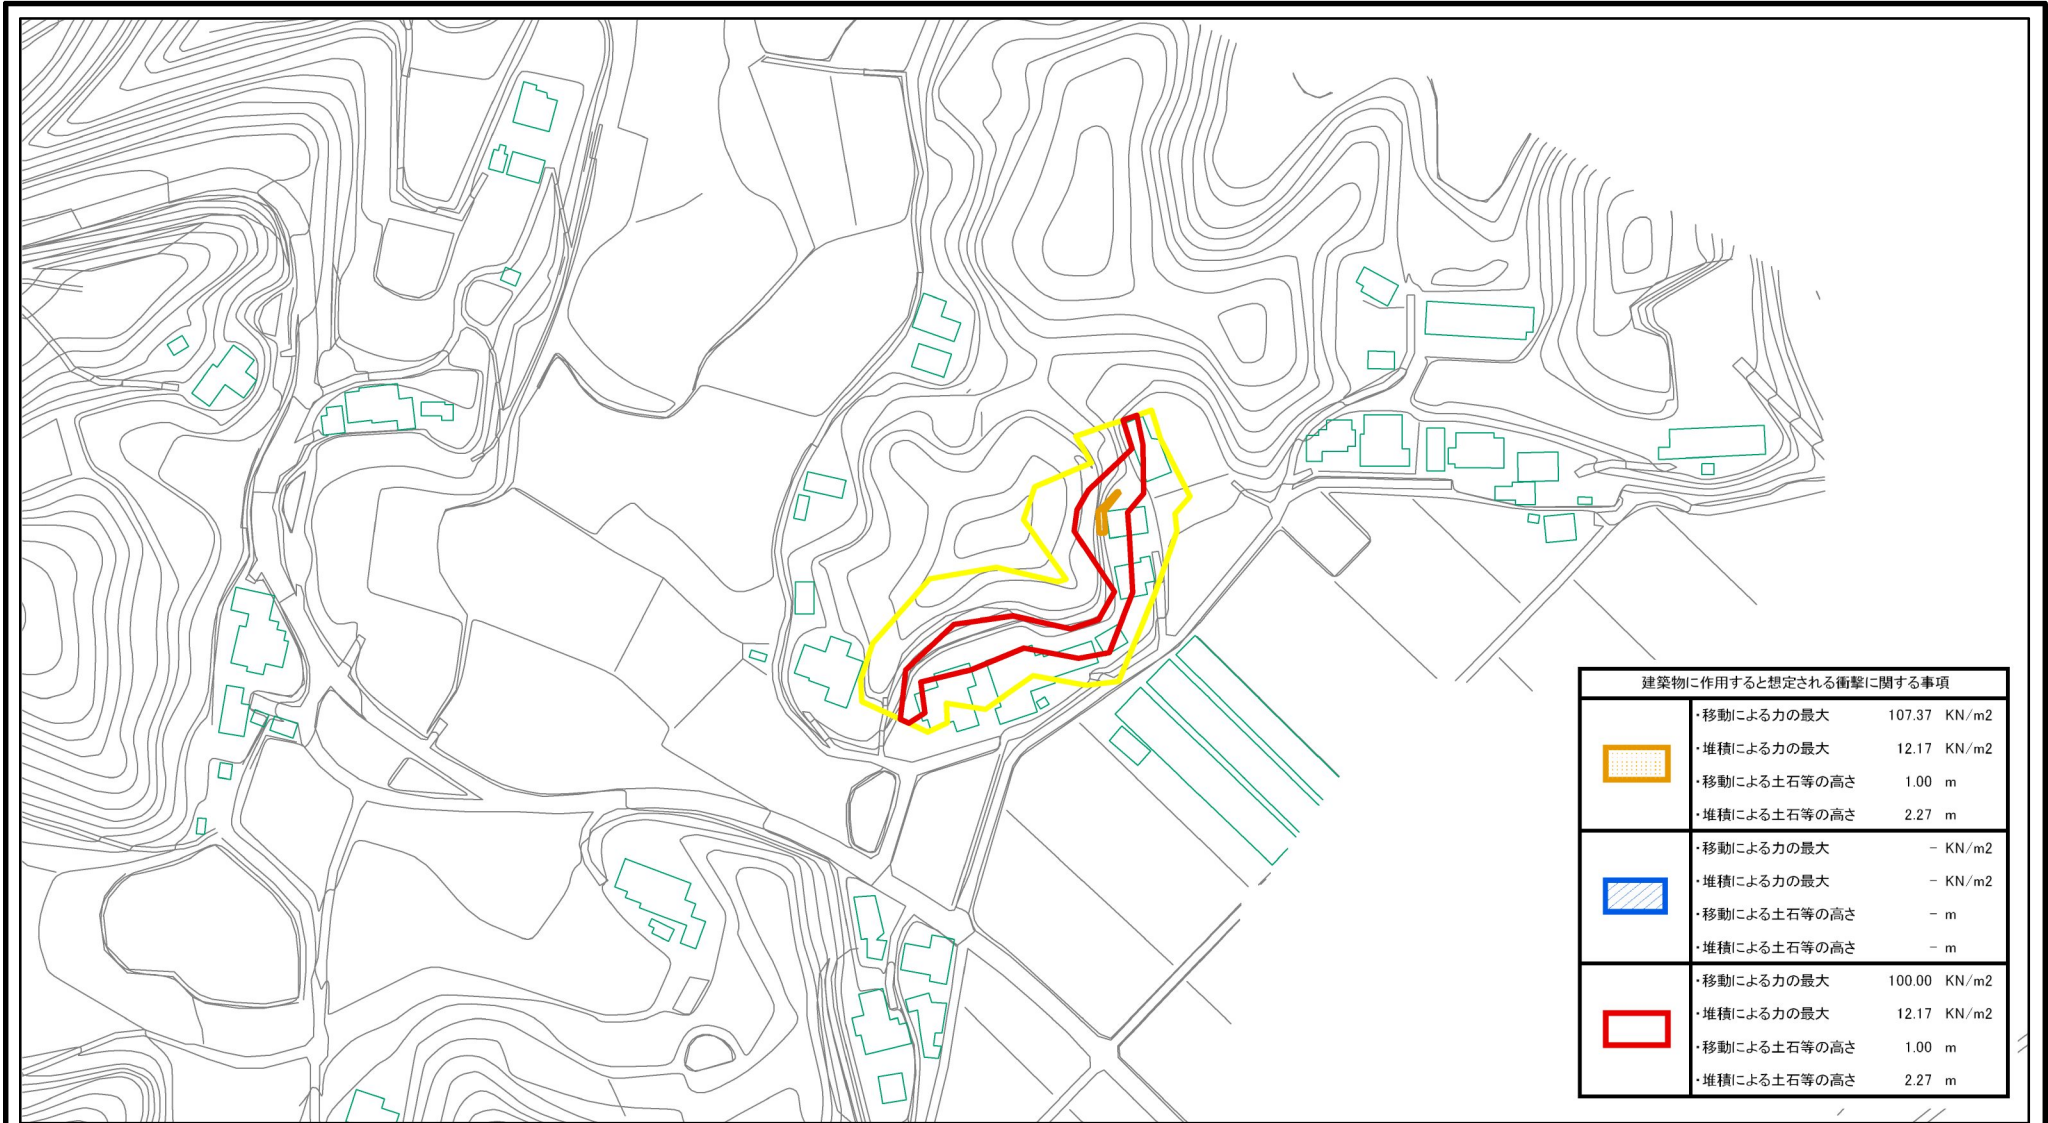 建築物に作用すると想定される衝撃に関する事項
・移動による力の最大 107.37 KN/m2
・堆積による力の最大 12.17 KN/m2
・移動による土石等の高さ 1.00 m
・堆積による土石等の高さ 2.27 m
・移動による力の最大 － KN/m2
・堆積による力の最大 － KN/m2
・移動による土石等の高さ － m
・堆積による土石等の高さ － m
・移動による力の最大 100.00 KN/m2
・堆積による力の最大 12.17 KN/m2
・移動による土石等の高さ 1.00 m
・堆積による土石等の高さ 2.27 m